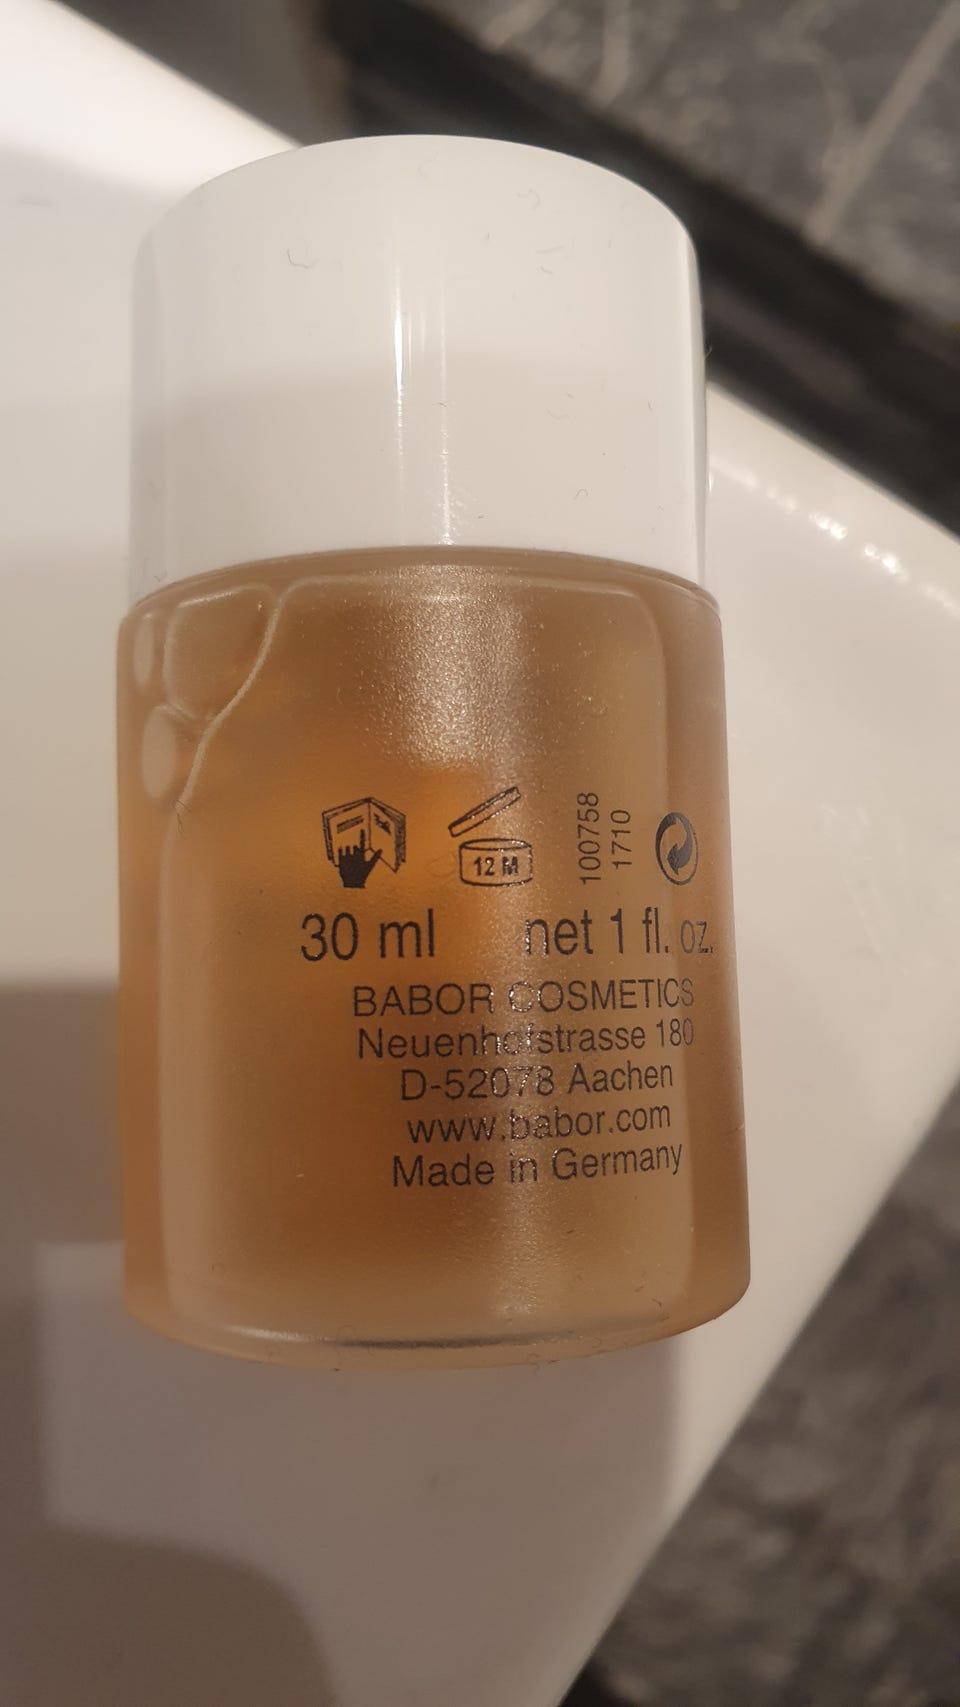 12 M
100758
1710
30 ml net 1 fl. oz.
BABOR COSMETICS
Neuenhofstrasse 180
D-52078 Aachen
www.babor.com
Made in Germany